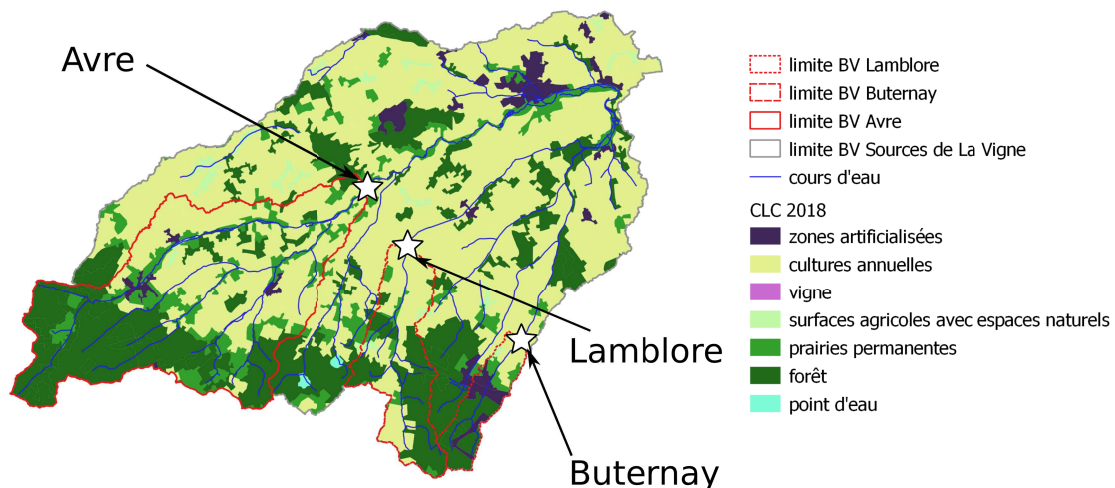 Avre
Lamblore
Buternay
limite BV Lamblore
limite BV Buternay
limite BV Avre
limite BV Sources de La Vigne
cours d'eau
CLC 2018
zones artificialisées
cultures annuelles
vigne
surfaces agricoles avec espaces naturels
prairies permanentes
forêt
point d'eau